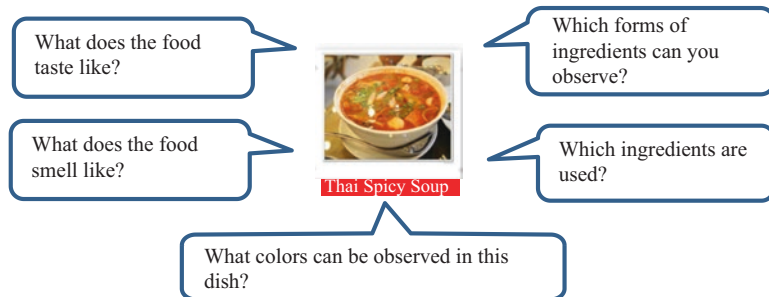 What does the food
taste like?
Which forms of
ingredients can you
observe?
What does the food
smell like?
Which ingredients are
used?
Thai Spicy Soup
What colors can be observed in this
dish?